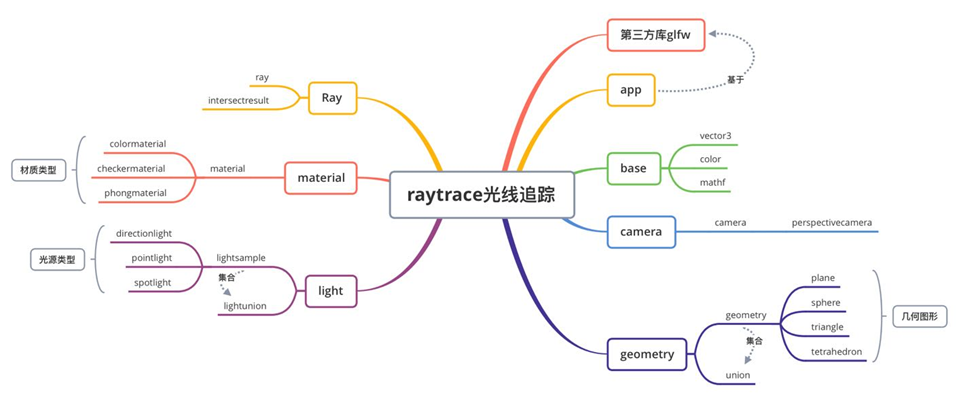 raytrace光线追踪
第三方库glfw
基于
app
base
vector3
color
mathf
camera
camera
perspectivecamera
geometry
geometry
plane
sphere
triangle
tetrahedron
集合
union
几何图形
Ray
ray
intersectresult
material
material
colormaterial
checkermaterial
phongmaterial
材质类型
light
lightsample
directionlight
pointlight
spotlight
光源类型
集合
lightunion